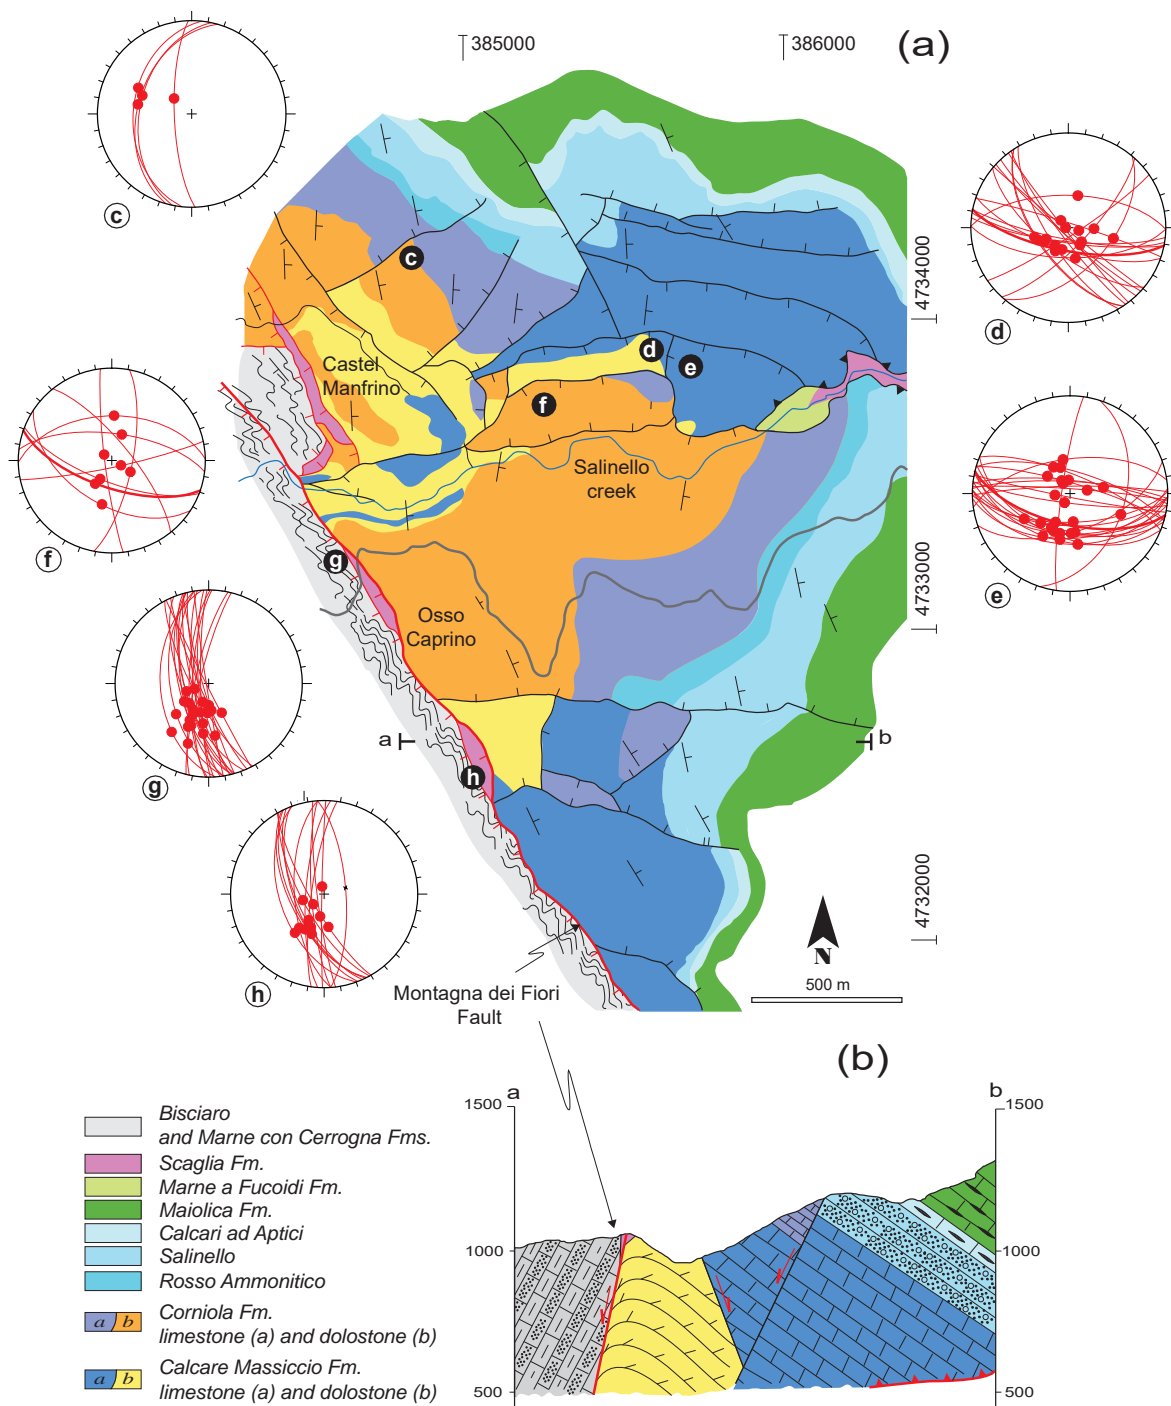 385000
386000
(a)
c
d
4734000
c
Castel
Manfrino
d
e
f
Salinello
creek
f
e
4733000
g
Osso
Caprino
g
a
b
h
h
4732000
N
500 m
Montagna dei Fiori
Fault
(b)
a
b
1500
1500
1000
1000
500
500
Bisciaro
and Marne con Cerrogna Fms.
Scaglia Fm.
Marne a Fucoidi Fm.
Maiolica Fm.
Calcari ad Aptici
Salinello
Rosso Ammonitico
a b
Corniola Fm.
limestone (a) and dolostone (b)
a b
Calcare Massiccio Fm.
limestone (a) and dolostone (b)